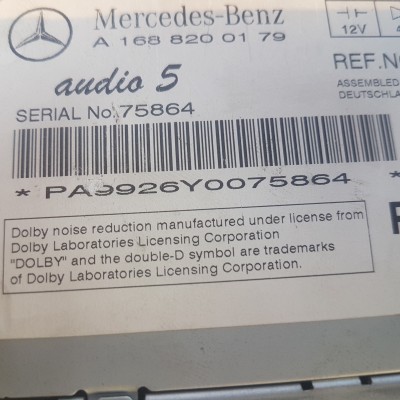 Mercedes-Benz
A 168 820 01 79
12V
audio 5
REF.N
ASSEMBLED
DEUTSCHLA
SERIAL No. 75864
* PA9926Y0075864 *
Dolby noise reduction manufactured under license from
Dolby Laboratories Licensing Corporation
"DOLBY" and the double-D symbol are trademarks
of Dolby Laboratories Licensing Corporation.